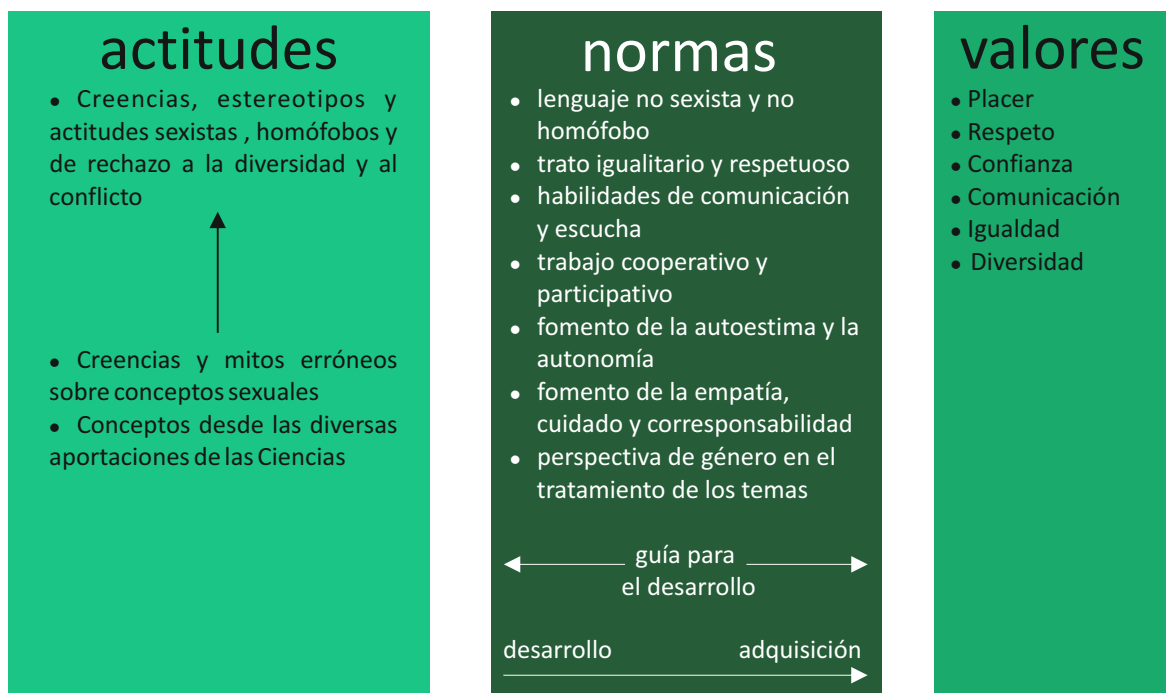 actitudes
• Creencias, estereotipos y
actitudes sexistas , homófobos y
de rechazo a la diversidad y al
conflicto
• Creencias y mitos erróneos
sobre conceptos sexuales
• Conceptos desde las diversas
aportaciones de las Ciencias
normas
• lenguaje no sexista y no
homófobo
• trato igualitario y respetuoso
• habilidades de comunicación
y escucha
• trabajo cooperativo y
participativo
• fomento de la autoestima y la
autonomía
• fomento de la empatía,
cuidado y corresponsabilidad
• perspectiva de género en el
tratamiento de los temas
guía para
el desarrollo
desarrollo adquisición
valores
• Placer
• Respeto
• Confianza
• Comunicación
• Igualdad
• Diversidad